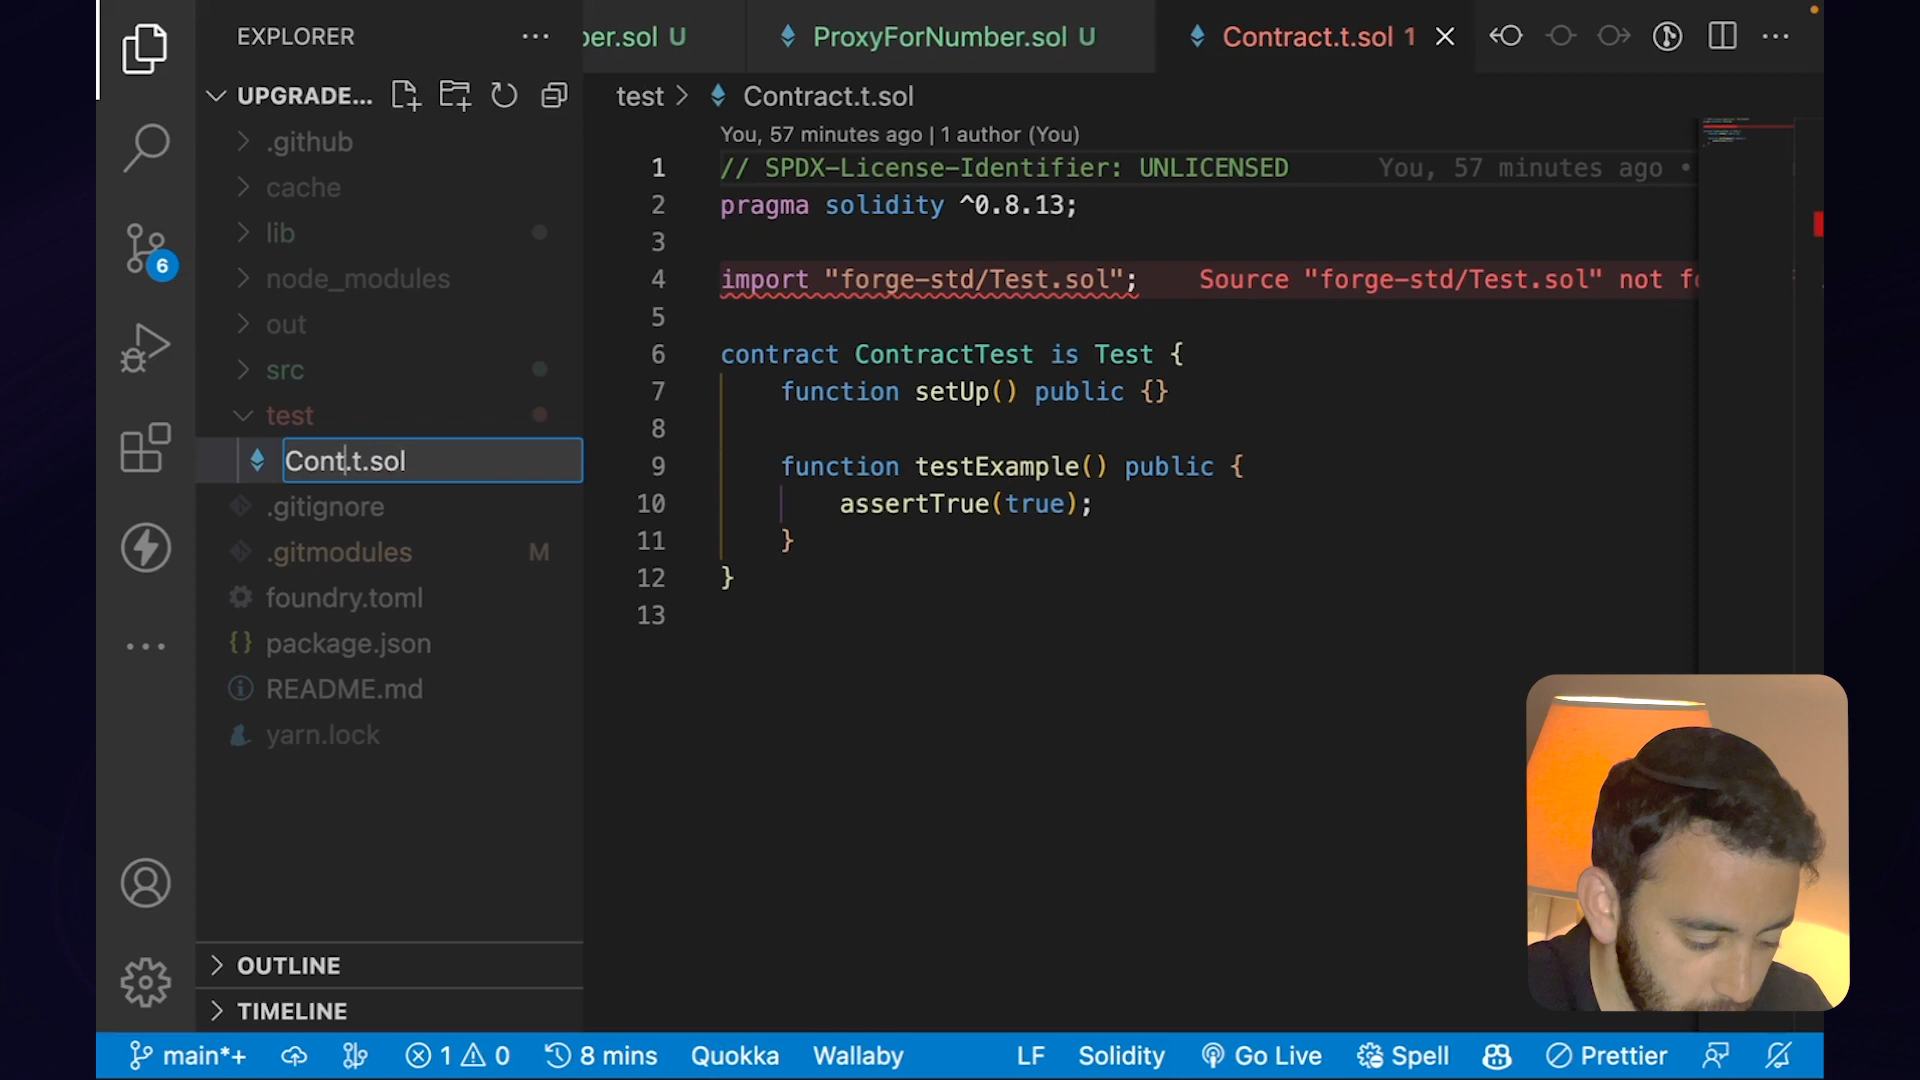 EXPLORER
ber.sol U
ProxyForNumber.sol U
Contract.t.sol 1
UPGRADE...
test > Contract.t.sol
You, 57 minutes ago | 1 author (You)
1 // SPDX-License-Identifier: UNLICENSED You, 57 minutes ago •
2 pragma solidity ^0.8.13;
3
4 import "forge-std/Test.sol"; Source "forge-std/Test.sol" not fo
5
6 contract ContractTest is Test {
7 function setUp() public {}
8
9 function testExample() public {
10 assertTrue(true);
11 }
12 }
13
.github
cache
lib
node_modules
out
src
test
Cont.t.sol
.gitignore
.gitmodules M
foundry.toml
package.json
README.md
yarn.lock
6
OUTLINE
TIMELINE
main*+ 1 0 8 mins Quokka Wallaby LF Solidity Go Live Spell Prettier